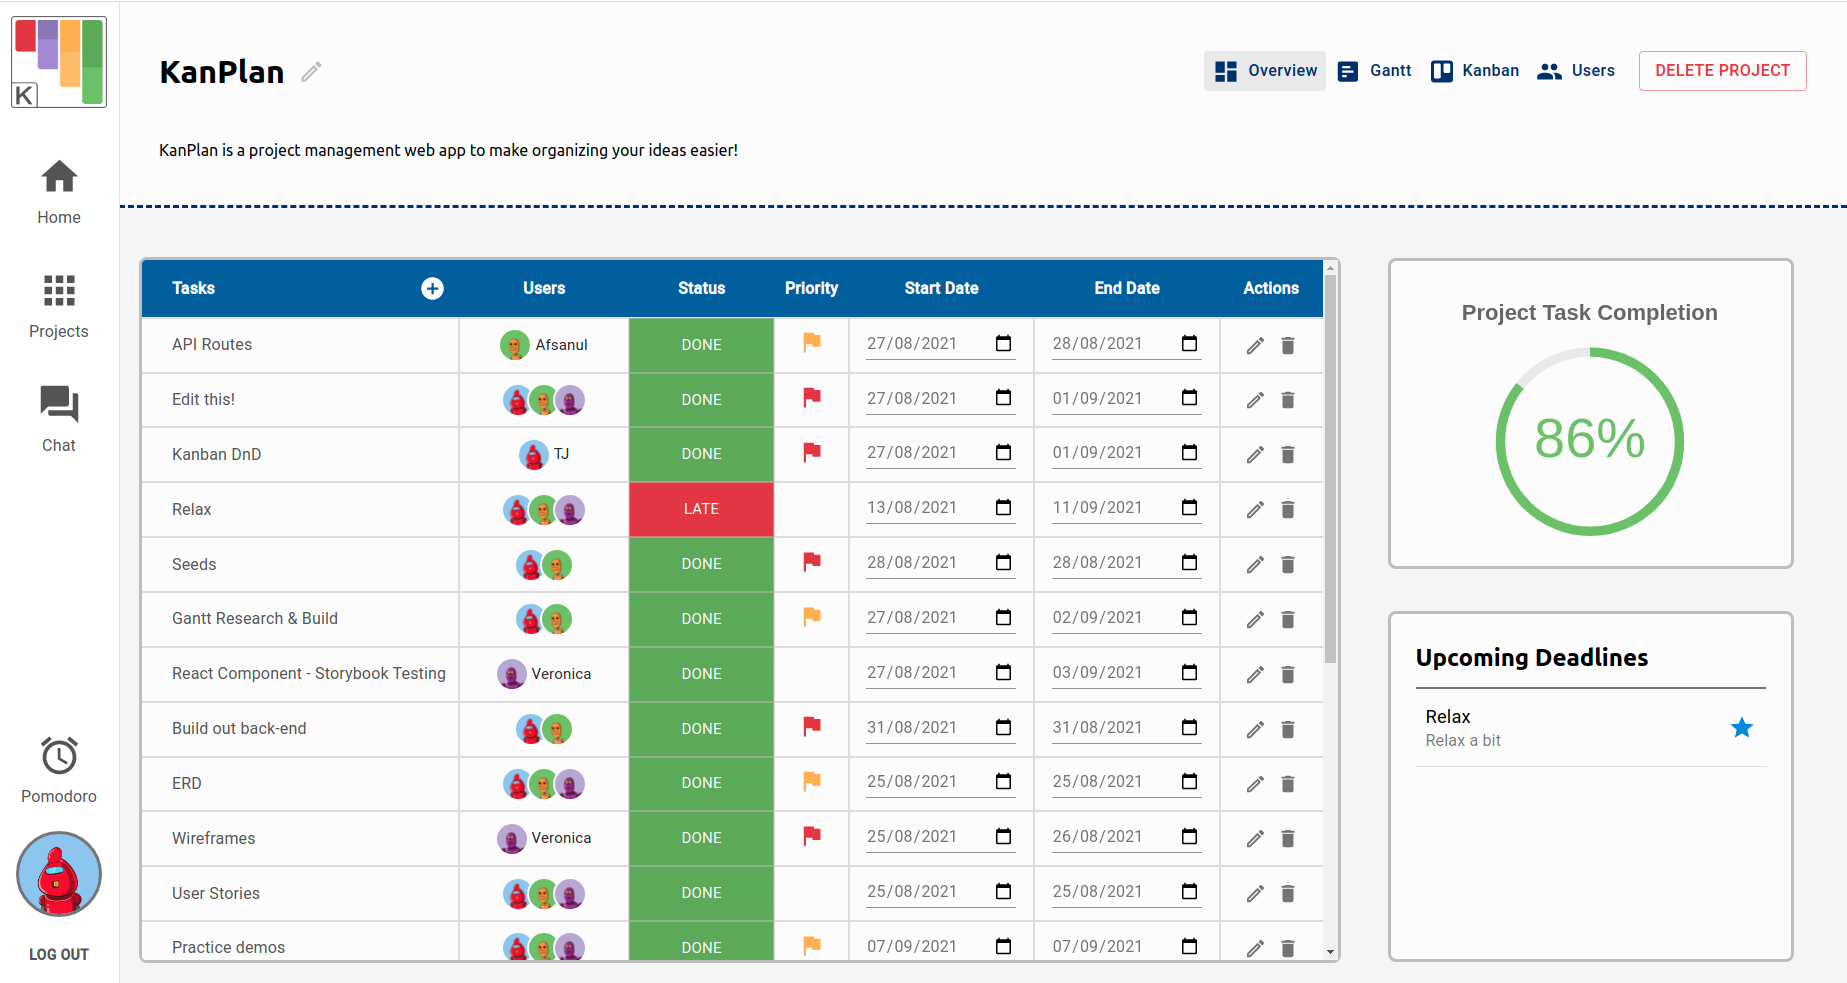 K
Home
Projects
Chat
Pomodoro
LOG OUT
KanPlan
Overview Gantt Kanban Users DELETE PROJECT
KanPlan is a project management web app to make organizing your ideas easier!
Tasks Users Status Priority Start Date End Date Actions
API Routes Afsanul DONE 27/08/2021 28/08/2021
Edit this! DONE 27/08/2021 01/09/2021
Kanban DnD TJ DONE 27/08/2021 01/09/2021
Relax LATE 13/08/2021 11/09/2021
Seeds DONE 28/08/2021 28/08/2021
Gantt Research & Build DONE 27/08/2021 02/09/2021
React Component - Storybook Testing Veronica DONE 27/08/2021 03/09/2021
Build out back-end DONE 31/08/2021 31/08/2021
ERD DONE 25/08/2021 25/08/2021
Wireframes Veronica DONE 25/08/2021 26/08/2021
User Stories DONE 25/08/2021 25/08/2021
Practice demos DONE 07/09/2021 07/09/2021
Project Task Completion
86%
Upcoming Deadlines
Relax
Relax a bit